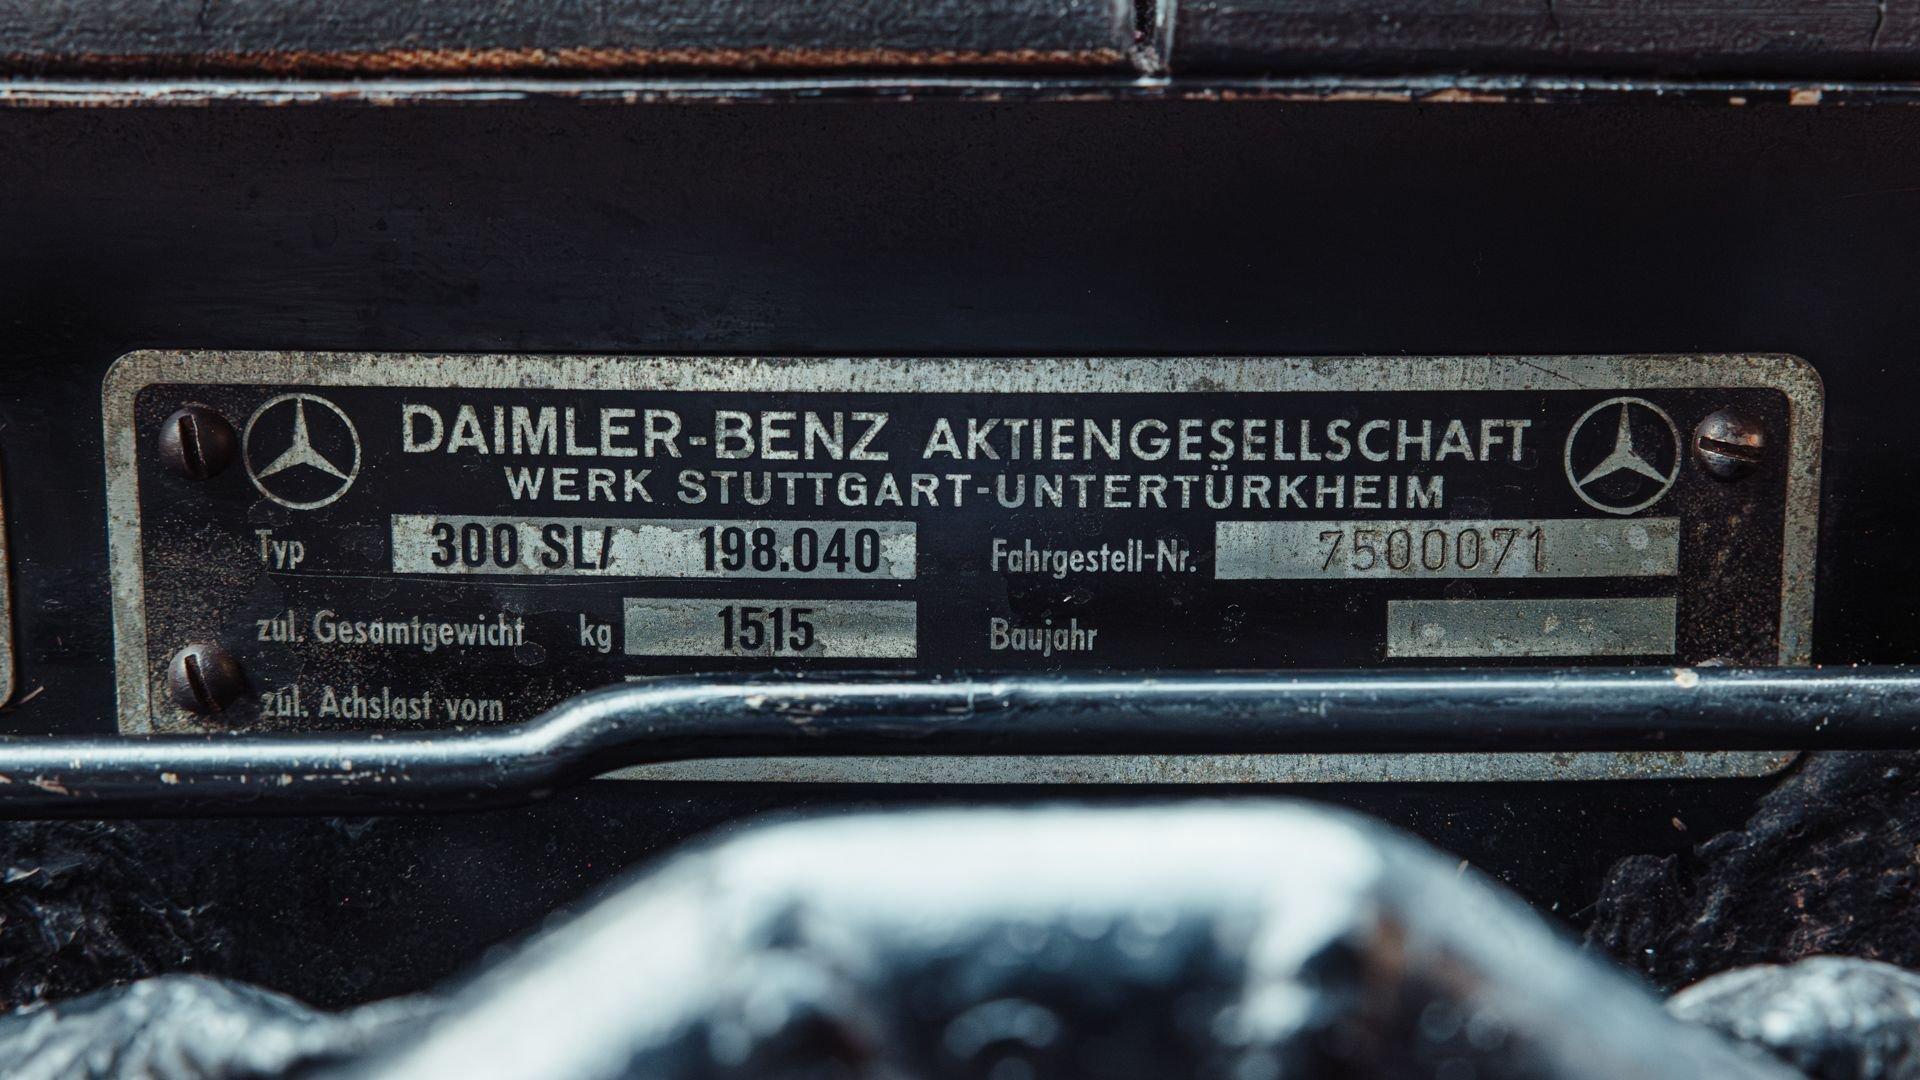 DAIMLER-BENZ AKTIENGESELLSCHAFT
WERK STUTTGART-UNTERTÜRKHEIM
Typ 300 SL/ 198.040 Fahrgestell-Nr. 7500071
zul. Gesamtgewicht kg 1515 Baujahr
zul. Achslast vorn